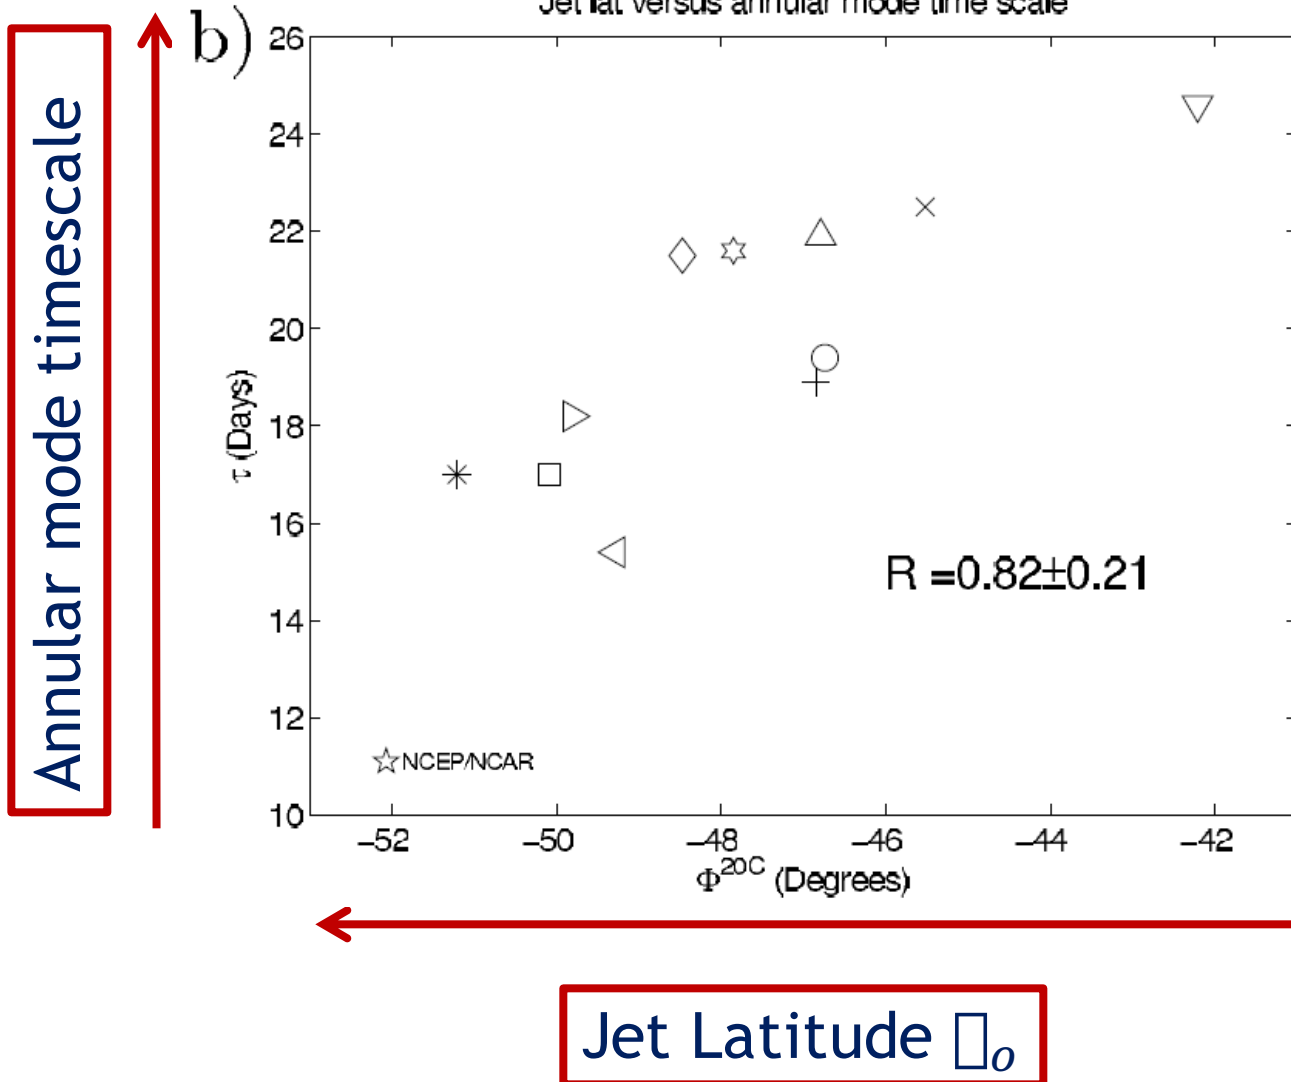 Jet lat versus annular mode time scale
b)
Annular mode timescale
τ (Days)
26
24
22
20
18
16
14
12
10
R =0.82±0.21
NCEP/NCAR
−52 −50 −48 −46 −44 −42
Φ20C (Degrees)
Jet Latitude □o